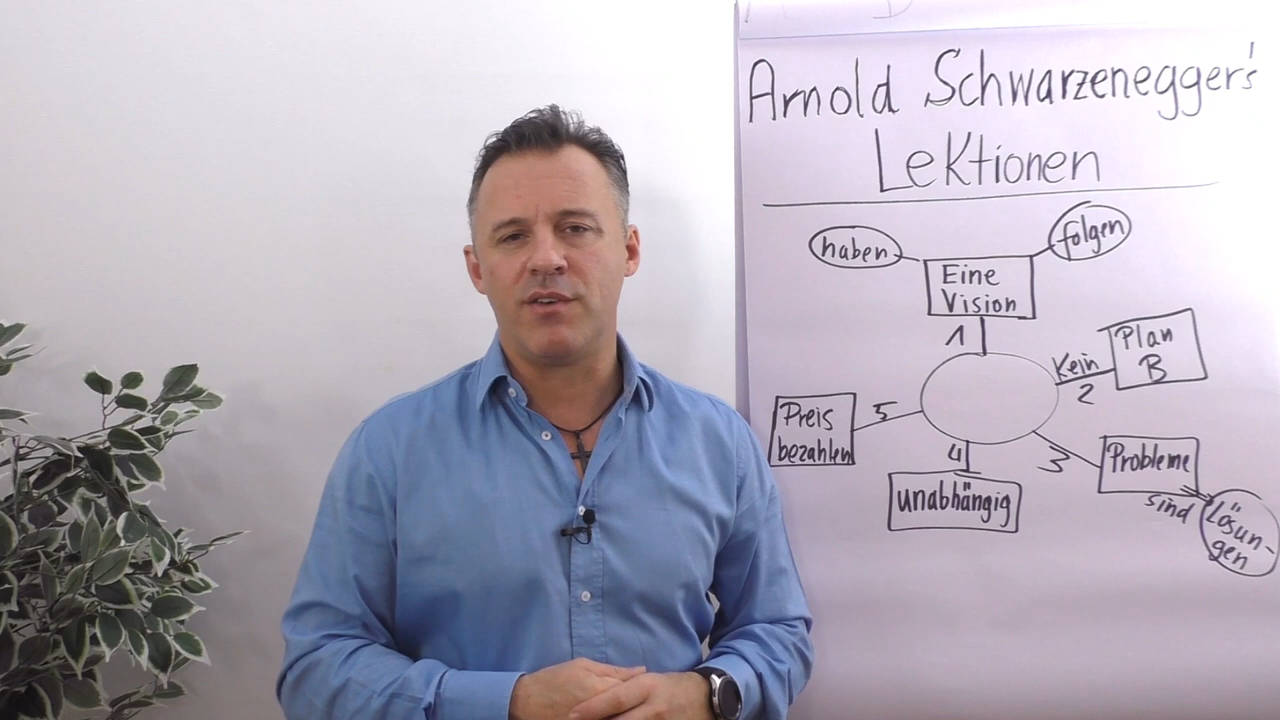 Arnold Schwarzenegger's
Lektionen
haben
folgen
Eine
Vision
1
Kein
2
Plan
B
3
Probleme
sind
Lösun-
gen
4
unabhängig
5
Preis
bezahlen